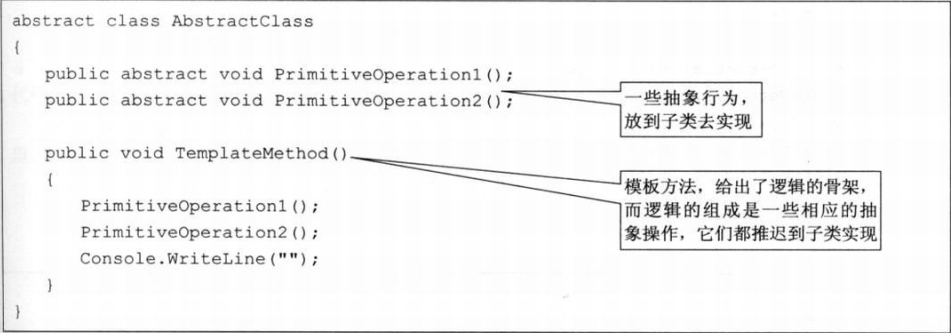 abstract class AbstractClass
{
public abstract void PrimitiveOperation1();
public abstract void PrimitiveOperation2();
一些抽象行为，
放到子类去实现
public void TemplateMethod()
{
模板方法，给出了逻辑的骨架，
而逻辑的组成是一些相应的抽
象操作，它们都推迟到子类实现
PrimitiveOperation1();
PrimitiveOperation2();
Console.WriteLine("");
}
}